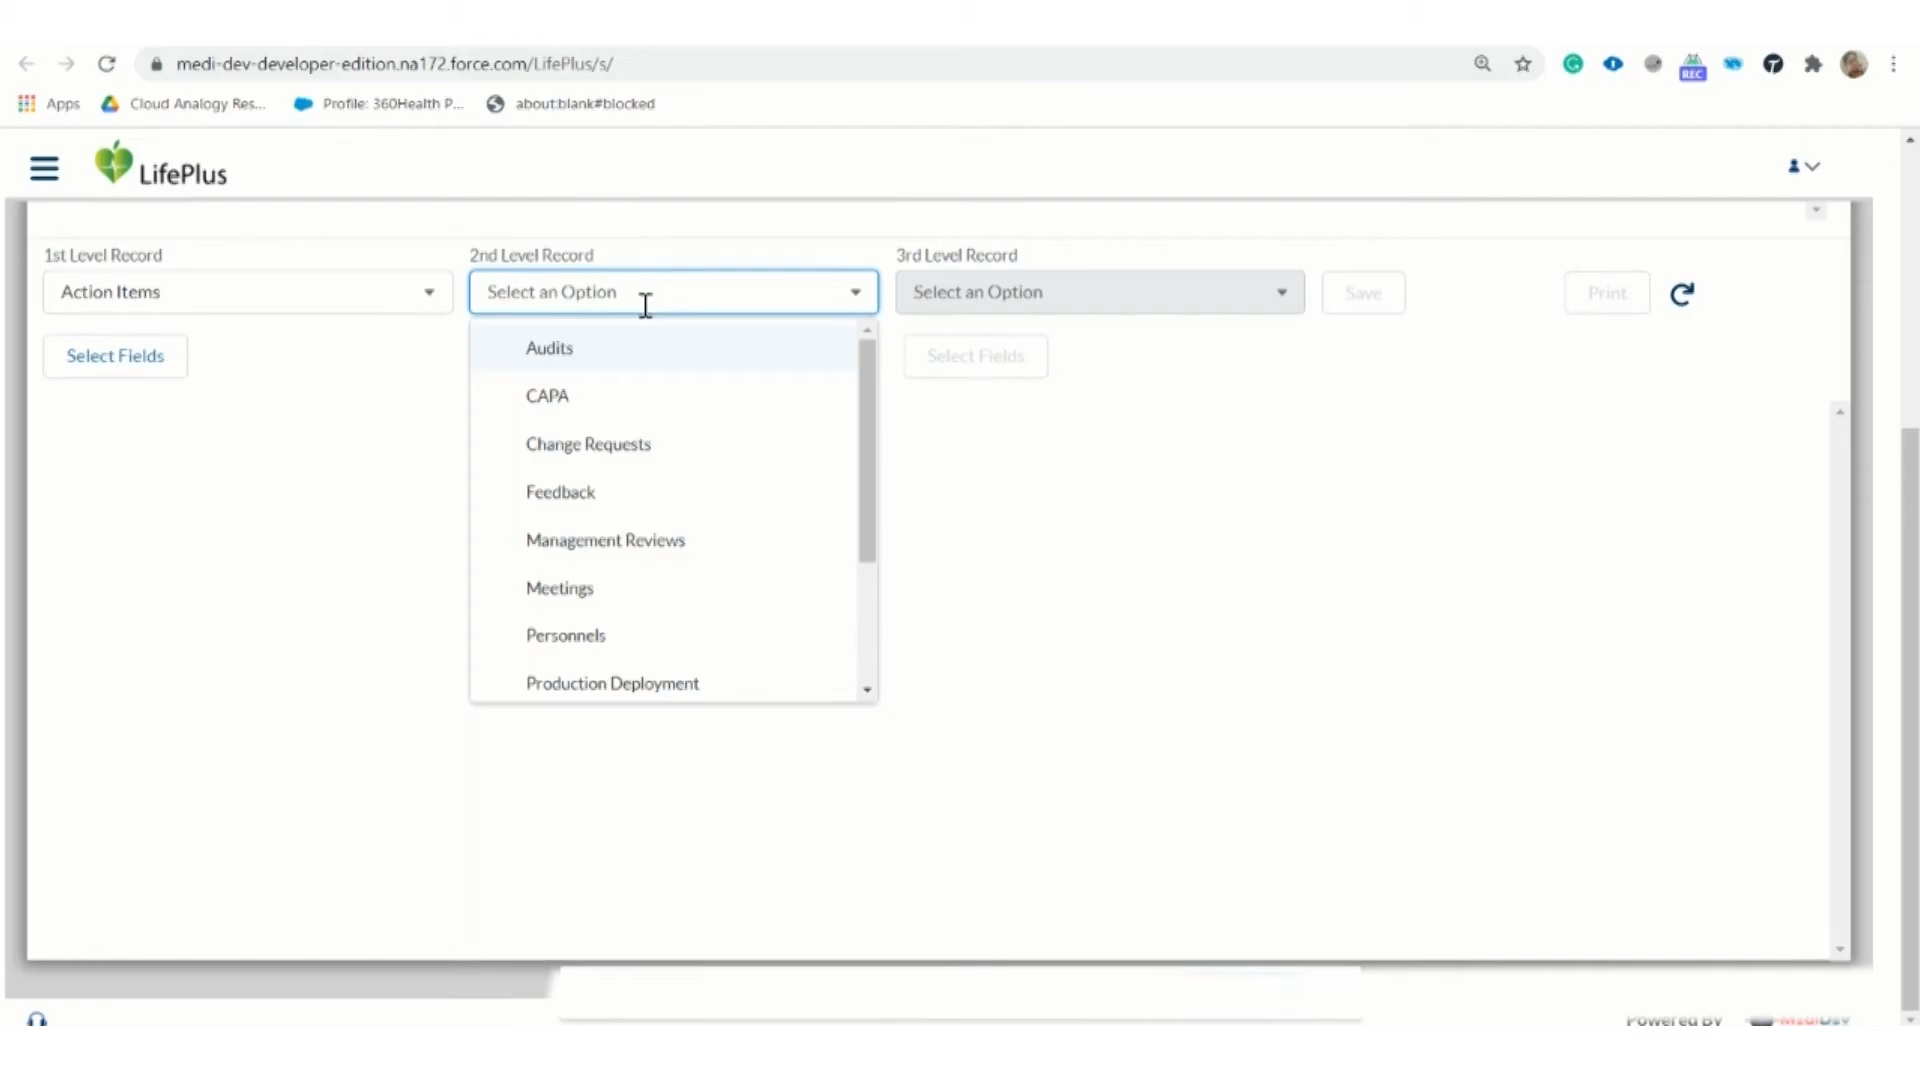 medi-dev-developer-edition.na172.force.com/LifePlus/s/
REC
Apps Cloud Analogy Res... Profile: 360Health P... about:blank#blocked
LifePlus
1st Level Record 2nd Level Record 3rd Level Record
Action Items Select an Option Select an Option Save Print
Select Fields Select Fields
Audits
CAPA
Change Requests
Feedback
Management Reviews
Meetings
Personnels
Production Deployment
Powered By MediDev